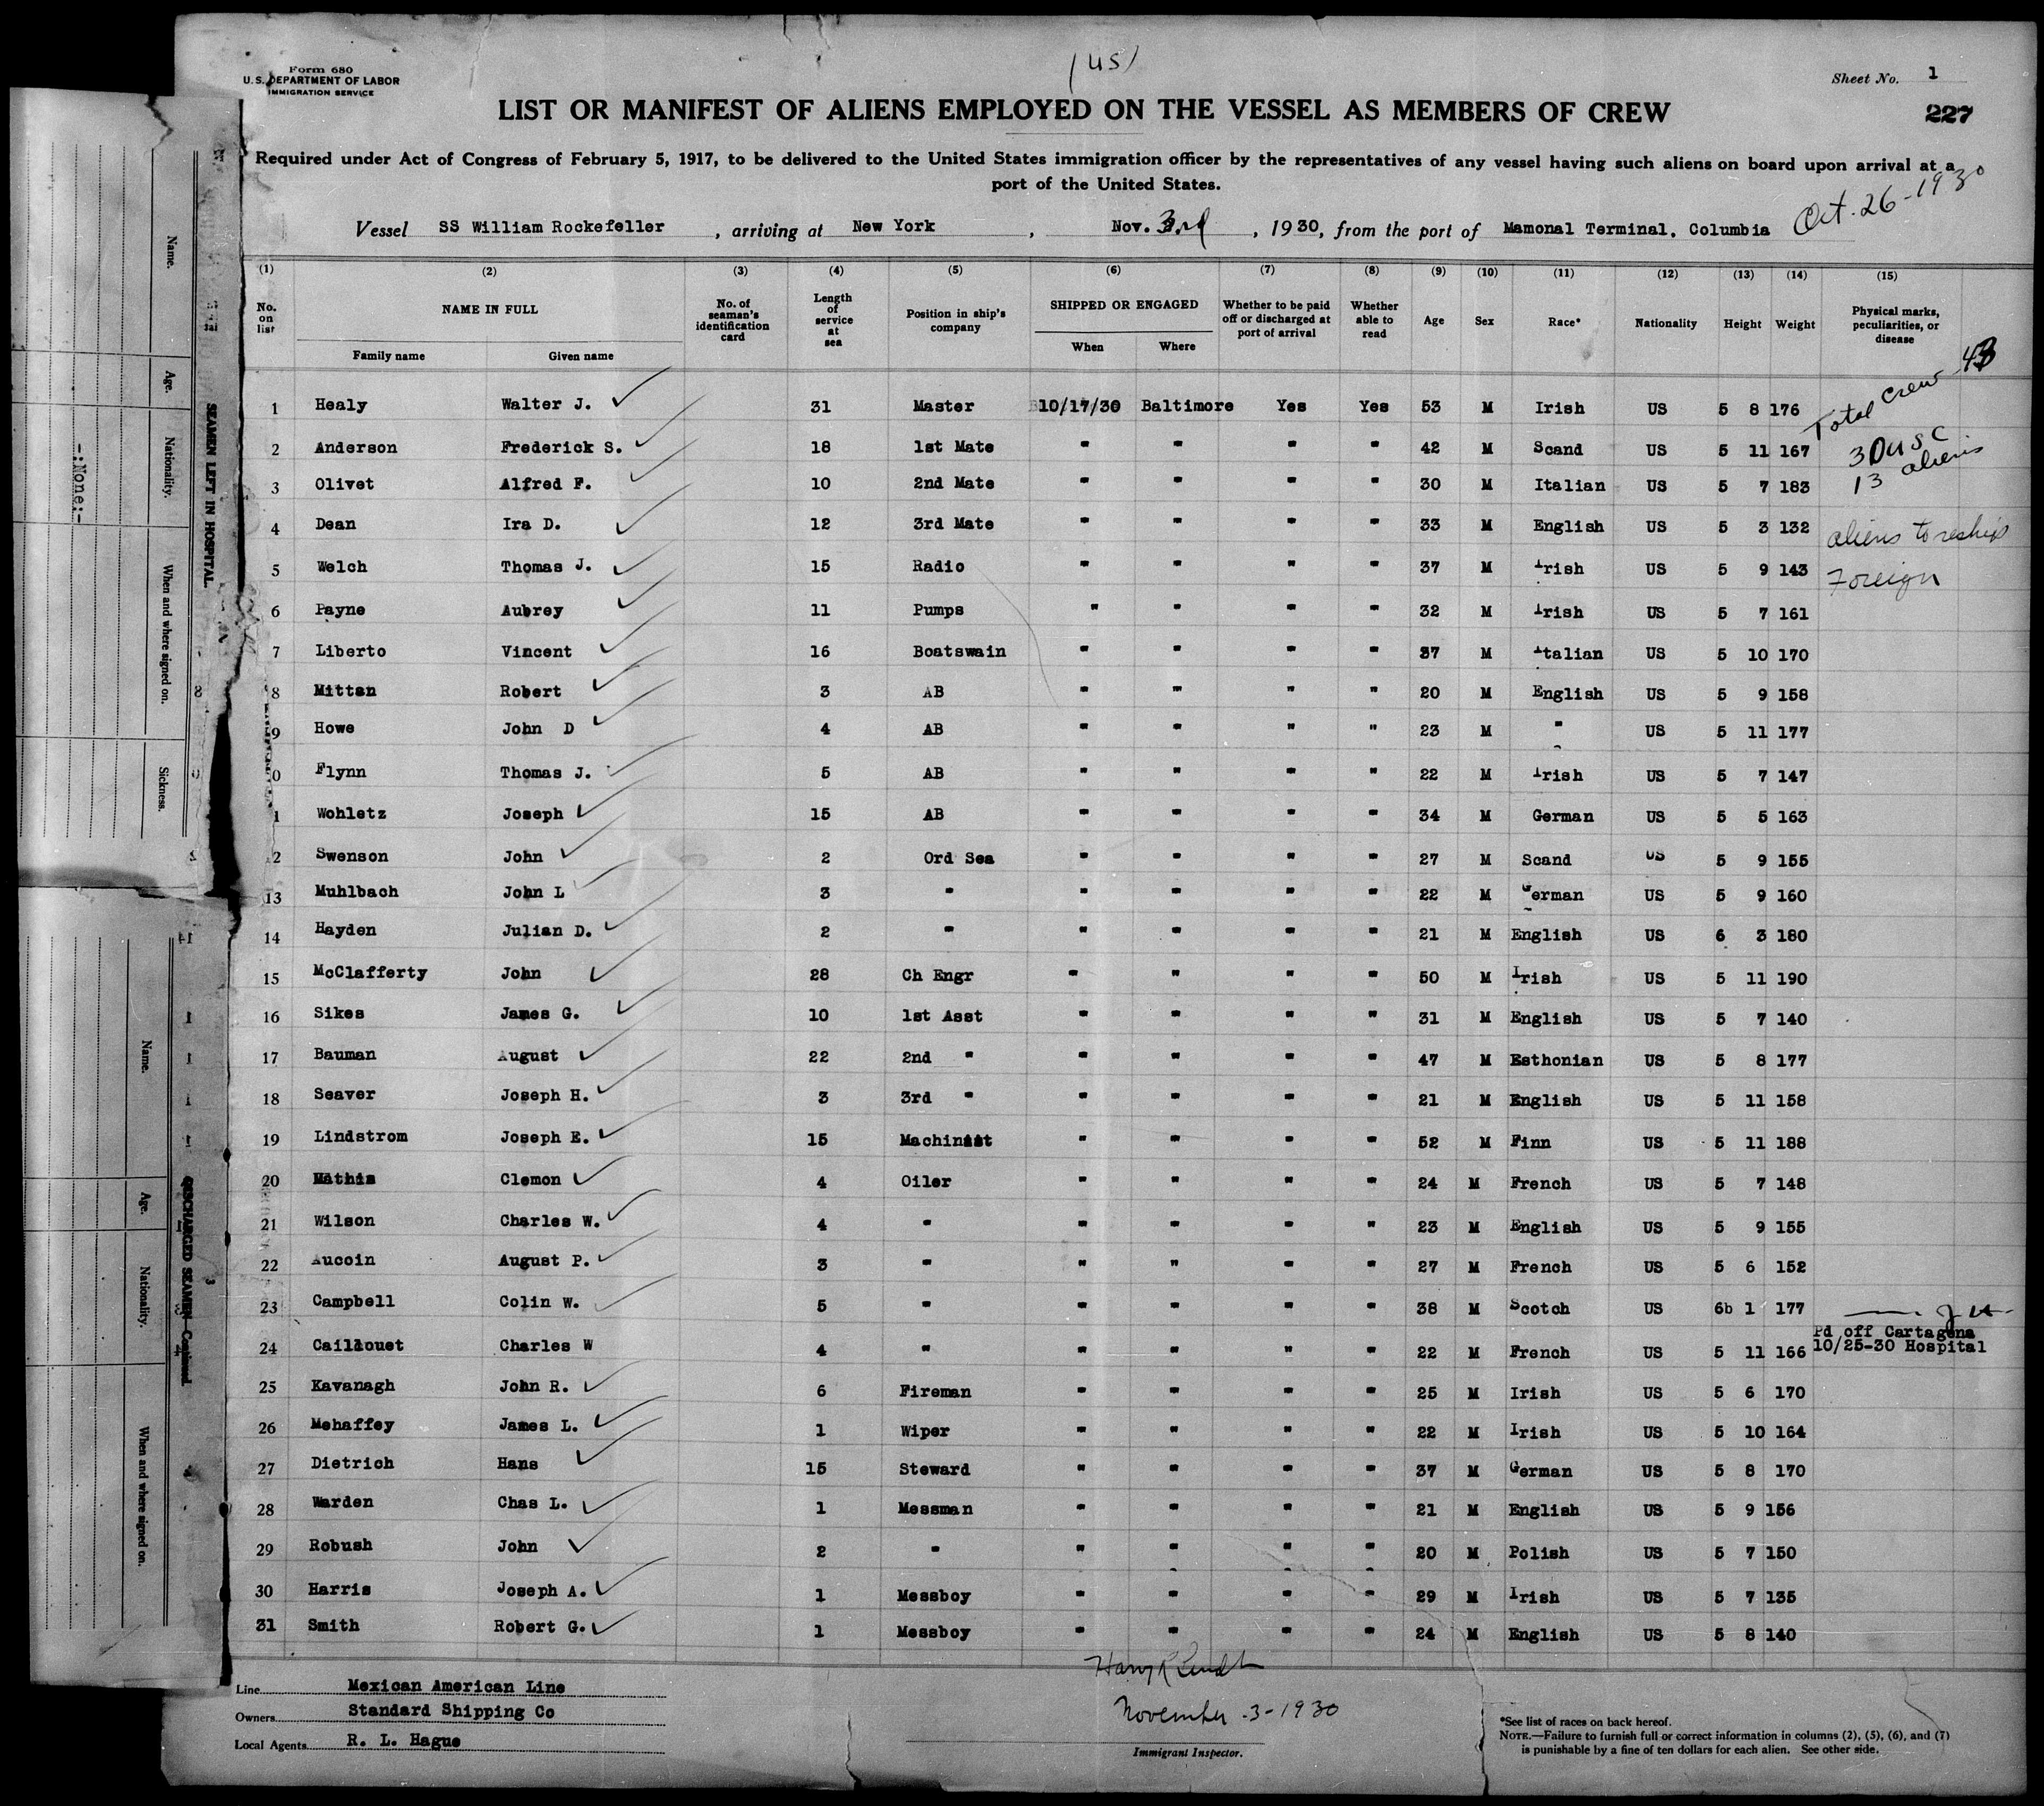 Form 680
U.S. DEPARTMENT OF LABOR
IMMIGRATION SERVICE
(US)
Sheet No. 1
LIST OR MANIFEST OF ALIENS EMPLOYED ON THE VESSEL AS MEMBERS OF CREW
227
Required under Act of Congress of February 5, 1917, to be delivered to the United States immigration officer by the representatives of any vessel having such aliens on board upon arrival at a
port of the United States.
Oct. 26-1930
Vessel SS William Rockefeller, arriving at New York, Nov. 3rd, 1930, from the port of Mamonal Terminal, Columbia
(1) (2) (3) (4) (5) (6) (7) (8) (9) (10) (11) (12) (13) (14) (15)
No. on list NAME IN FULL Family name Given name No. of seaman's identification card Length of service at sea Position in ship's company SHIPPED OR ENGAGED When Where Whether to be paid off or discharged at port of arrival Whether able to read Age Sex Race* Nationality Height Weight Physical marks, peculiarities, or disease
1 Healy Walter J. ✓ 31 Master 10/17/30 Baltimore Yes Yes 53 M Irish US 5 8 176 Total crew 43
2 Anderson Frederick S. ✓ 18 1st Mate " " " " 42 M Scand US 5 11 167 30 USC
3 Olivet Alfred F. ✓ 10 2nd Mate " " " " 30 M Italian US 5 7 183 13 aliens
4 Dean Ira D. ✓ 12 3rd Mate " " " " 33 M English US 5 3 132 aliens to reship
5 Welch Thomas J. ✓ 15 Radio " " " " 37 M Irish US 5 9 143 Foreign
6 Payne Aubrey ✓ 11 Pumps " " " " 32 M Irish US 5 7 161
7 Liberto Vincent ✓ 16 Boatswain " " " " 37 M Italian US 5 10 170
8 Mitten Robert ✓ 3 AB " " " " 20 M English US 5 9 158
9 Howe John D ✓ 4 AB " " " " 23 M " US 5 11 177
0 Flynn Thomas J. ✓ 5 AB " " " " 22 M Irish US 5 7 147
1 Wohletz Joseph ✓ 15 AB " " " " 34 M German US 5 5 163
12 Swenson John ✓ 2 Ord Sea " " " " 27 M Scand US 5 9 155
13 Muhlbach John L ✓ 3 " " " " " 22 M German US 5 9 160
14 Hayden Julian D. ✓ 2 " " " " " 21 M English US 6 3 180
15 McClafferty John ✓ 28 Ch Engr " " " " 50 M Irish US 5 11 190
16 Sikes James G. ✓ 10 1st Asst " " " " 31 M English US 5 7 140
17 Bauman August ✓ 22 2nd " " " " " 47 M Esthonian US 5 8 177
18 Seaver Joseph H. ✓ 3 3rd " " " " " 21 M English US 5 11 158
19 Lindstrom Joseph E. ✓ 15 Machinist " " " " 52 M Finn US 5 11 188
20 Mathis Clemon ✓ 4 Oiler " " " " 24 M French US 5 7 148
21 Wilson Charles W. ✓ 4 " " " " " 23 M English US 5 9 155
22 Aucoin August P. ✓ 3 " " " " " 27 M French US 5 6 152
23 Campbell Colin W. ✓ 5 " " " " " 38 M Scotch US 6b 1 177
24 Caillouet Charles W 4 " " " " " 22 M French US 5 11 166 Pd off Cartagena 10/25-30 Hospital
25 Kavanagh John R. ✓ 6 Fireman " " " " 25 M Irish US 5 6 170
26 Mehaffey James L. ✓ 1 Wiper " " " " 22 M Irish US 5 10 164
27 Dietrich Hans ✓ 15 Steward " " " " 37 M German US 5 8 170
28 Warden Chas L. ✓ 1 Messman " " " " 21 M English US 5 9 156
29 Robush John ✓ 2 " " " " " 20 M Polish US 5 7 150
30 Harris Joseph A. ✓ 1 Messboy " " " " 29 M Irish US 5 7 135
31 Smith Robert G. ✓ 1 Messboy " " " " 24 M English US 5 8 140
Line Mexican American Line
Owners Standard Shipping Co
Local Agents R. L. Hague
November -3-1930
Immigrant Inspector.
*See list of races on back hereof.
NOTE.—Failure to furnish full or correct information in columns (2), (5), (6), and (7)
is punishable by a fine of ten dollars for each alien. See other side.
SEAMEN LEFT IN HOSPITAL.
Name. Age. Nationality. When and where signed on. Sickness.
-:None:-
DISCHARGED SEAMEN—Continued
Name. Age. Nationality. When and where signed on.